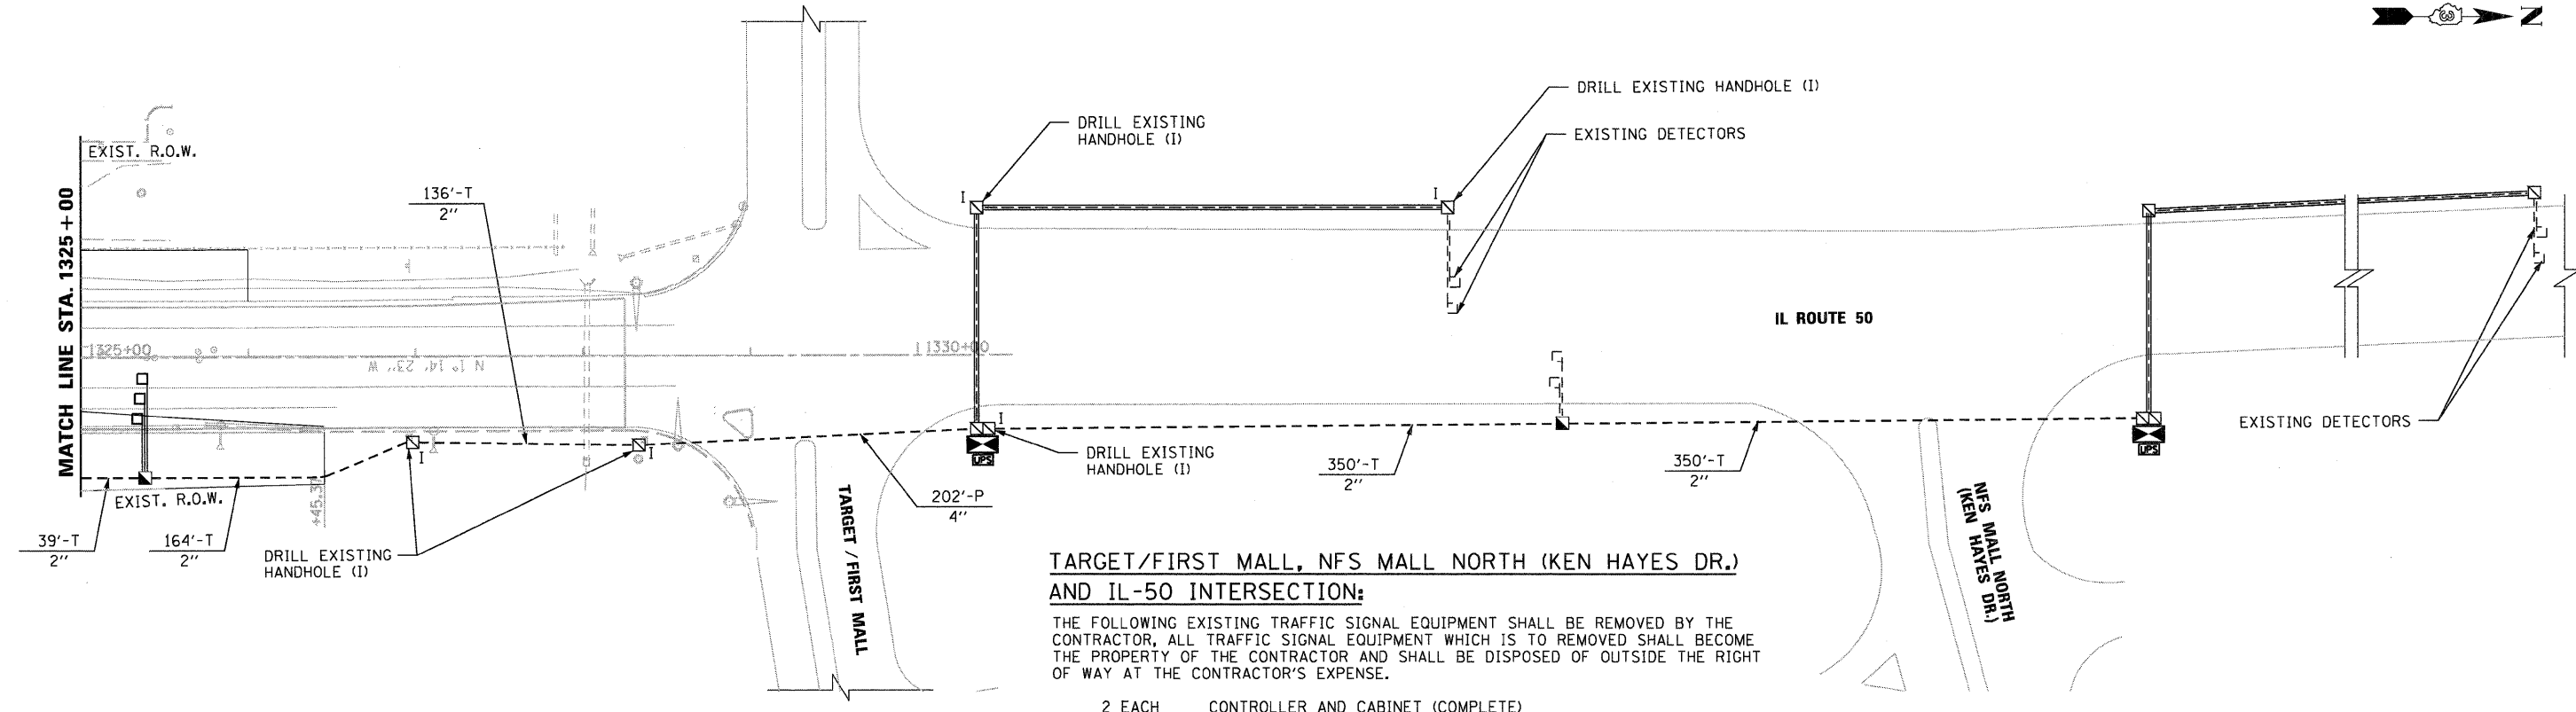 N
DRILL EXISTING HANDHOLE (I)
DRILL EXISTING
HANDHOLE (I)
EXISTING DETECTORS
EXIST. R.O.W.
136'-T
2"
I
I
MATCH LINE STA. 1325+00
IL ROUTE 50
1325+00
1330+00
N 1° 14' 23" W
EXISTING DETECTORS
I
I
I
DRILL EXISTING
HANDHOLE (I)
UPS
UPS
350'-T
2"
350'-T
2"
EXIST. R.O.W.
+45.37
202'-P
4"
39'-T
2"
164'-T
2"
DRILL EXISTING
HANDHOLE (I)
TARGET/FIRST MALL
NFS MALL NORTH
(KEN HAYES DR.)
TARGET/FIRST MALL, NFS MALL NORTH (KEN HAYES DR.)
AND IL-50 INTERSECTION:
THE FOLLOWING EXISTING TRAFFIC SIGNAL EQUIPMENT SHALL BE REMOVED BY THE
CONTRACTOR, ALL TRAFFIC SIGNAL EQUIPMENT WHICH IS TO REMOVED SHALL BECOME
THE PROPERTY OF THE CONTRACTOR AND SHALL BE DISPOSED OF OUTSIDE THE RIGHT
OF WAY AT THE CONTRACTOR'S EXPENSE.
2 EACH CONTROLLER AND CABINET (COMPLETE)